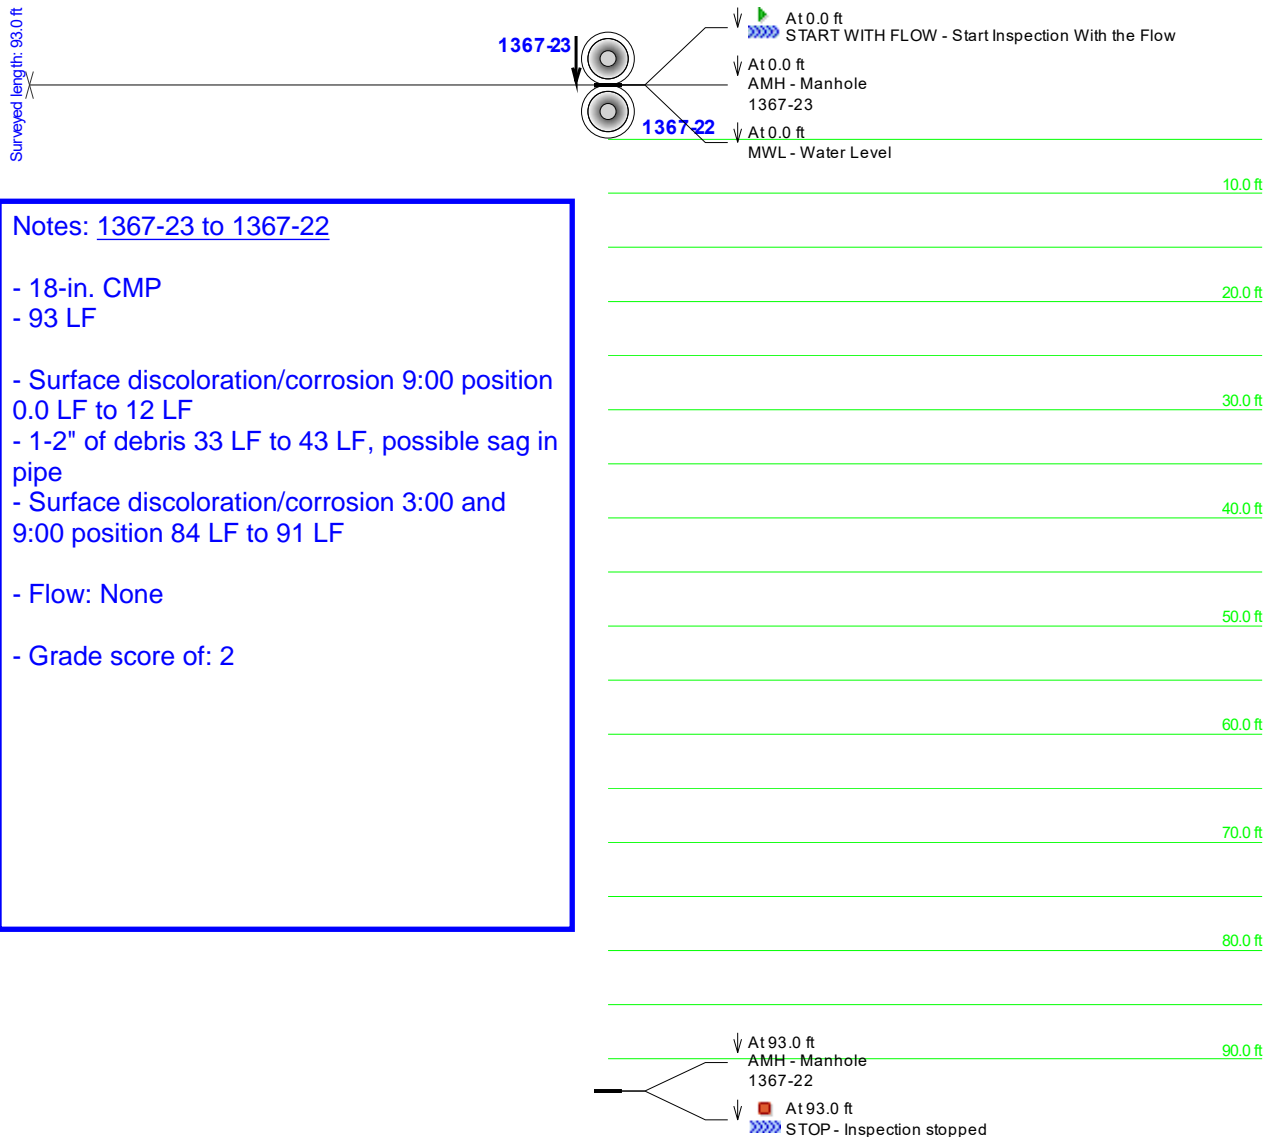 Surveyed length: 93.0 ft
1367-23
1367-22
At 0.0 ft
START WITH FLOW - Start Inspection With the Flow
At 0.0 ft
AMH - Manhole
1367-23
At 0.0 ft
MWL - Water Level
10.0 ft
20.0 ft
30.0 ft
40.0 ft
50.0 ft
60.0 ft
70.0 ft
80.0 ft
90.0 ft
Notes: 1367-23 to 1367-22
- 18-in. CMP
- 93 LF
- Surface discoloration/corrosion 9:00 position
0.0 LF to 12 LF
- 1-2" of debris 33 LF to 43 LF, possible sag in
pipe
- Surface discoloration/corrosion 3:00 and
9:00 position 84 LF to 91 LF
- Flow: None
- Grade score of: 2
At 93.0 ft
AMH - Manhole
1367-22
At 93.0 ft
STOP - Inspection stopped